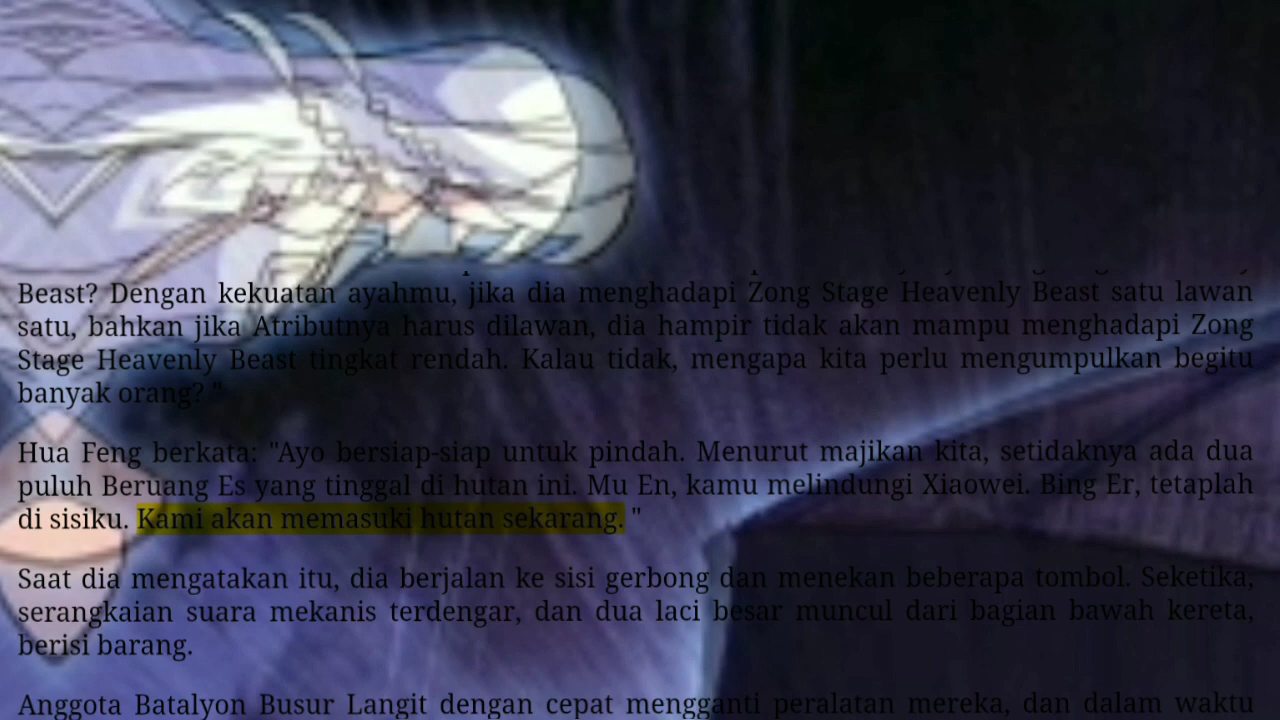 Beast? Dengan kekuatan ayahmu, jika dia menghadapi Zong Stage Heavenly Beast satu lawan
satu, bahkan jika Atributnya harus dilawan, dia hampir tidak akan mampu menghadapi Zong
Stage Heavenly Beast tingkat rendah. Kalau tidak, mengapa kita perlu mengumpulkan begitu
banyak orang? "
Hua Feng berkata: "Ayo bersiap-siap untuk pindah. Menurut majikan kita, setidaknya ada dua
puluh Beruang Es yang tinggal di hutan ini. Mu En, kamu melindungi Xiaowei. Bing Er, tetaplah
di sisiku. Kami akan memasuki hutan sekarang. "
Saat dia mengatakan itu, dia berjalan ke sisi gerbong dan menekan beberapa tombol. Seketika,
serangkaian suara mekanis terdengar, dan dua laci besar muncul dari bagian bawah kereta,
berisi barang.
Anggota Batalyon Busur Langit dengan cepat mengganti peralatan mereka, dan dalam waktu